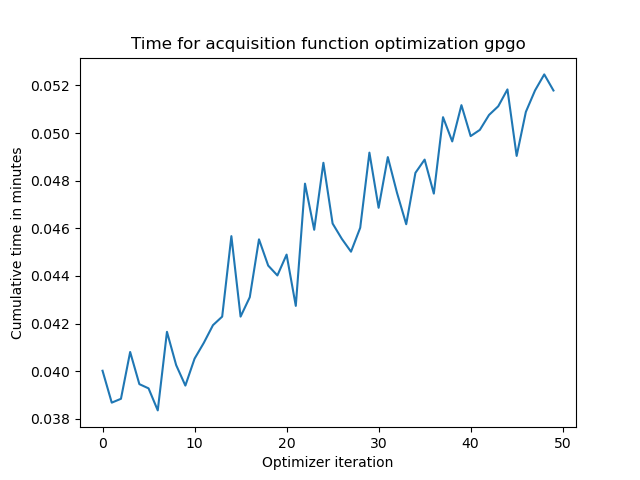 Time for acquisition function optimization gpgo
Cumulative time in minutes
0.052
0.050
0.048
0.046
0.044
0.042
0.040
0.038
0 10 20 30 40 50
Optimizer iteration